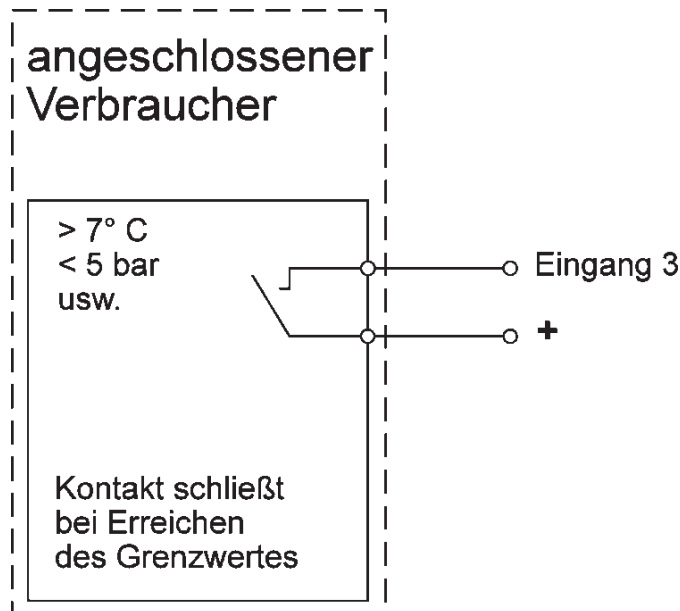 angeschlossener
Verbraucher
> 7° C
< 5 bar
usw.
Eingang 3
+
Kontakt schließt
bei Erreichen
des Grenzwertes